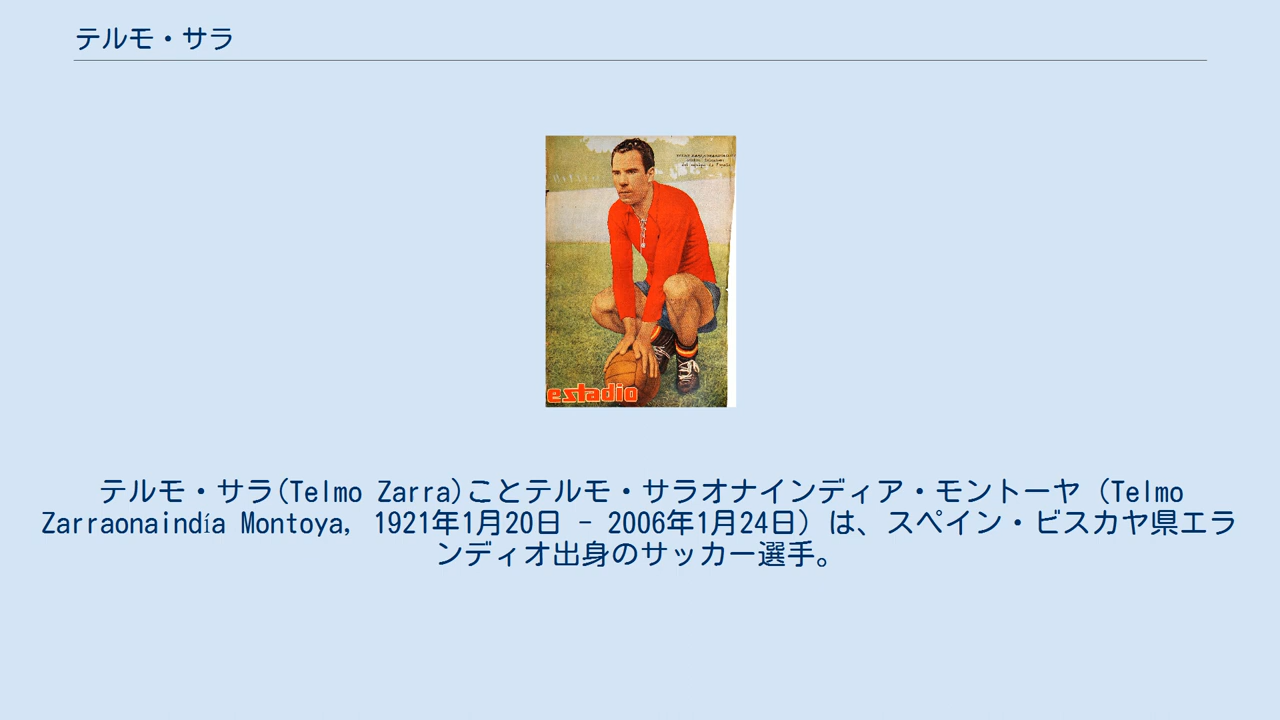 テルモ・サラ
estadio
テルモ・サラ(Telmo Zarra)ことテルモ・サラオナインディア・モントーヤ (Telmo
Zarraonaindía Montoya, 1921年1月20日 - 2006年1月24日) は、スペイン・ビスカヤ県エラ
ンディオ出身のサッカー選手。